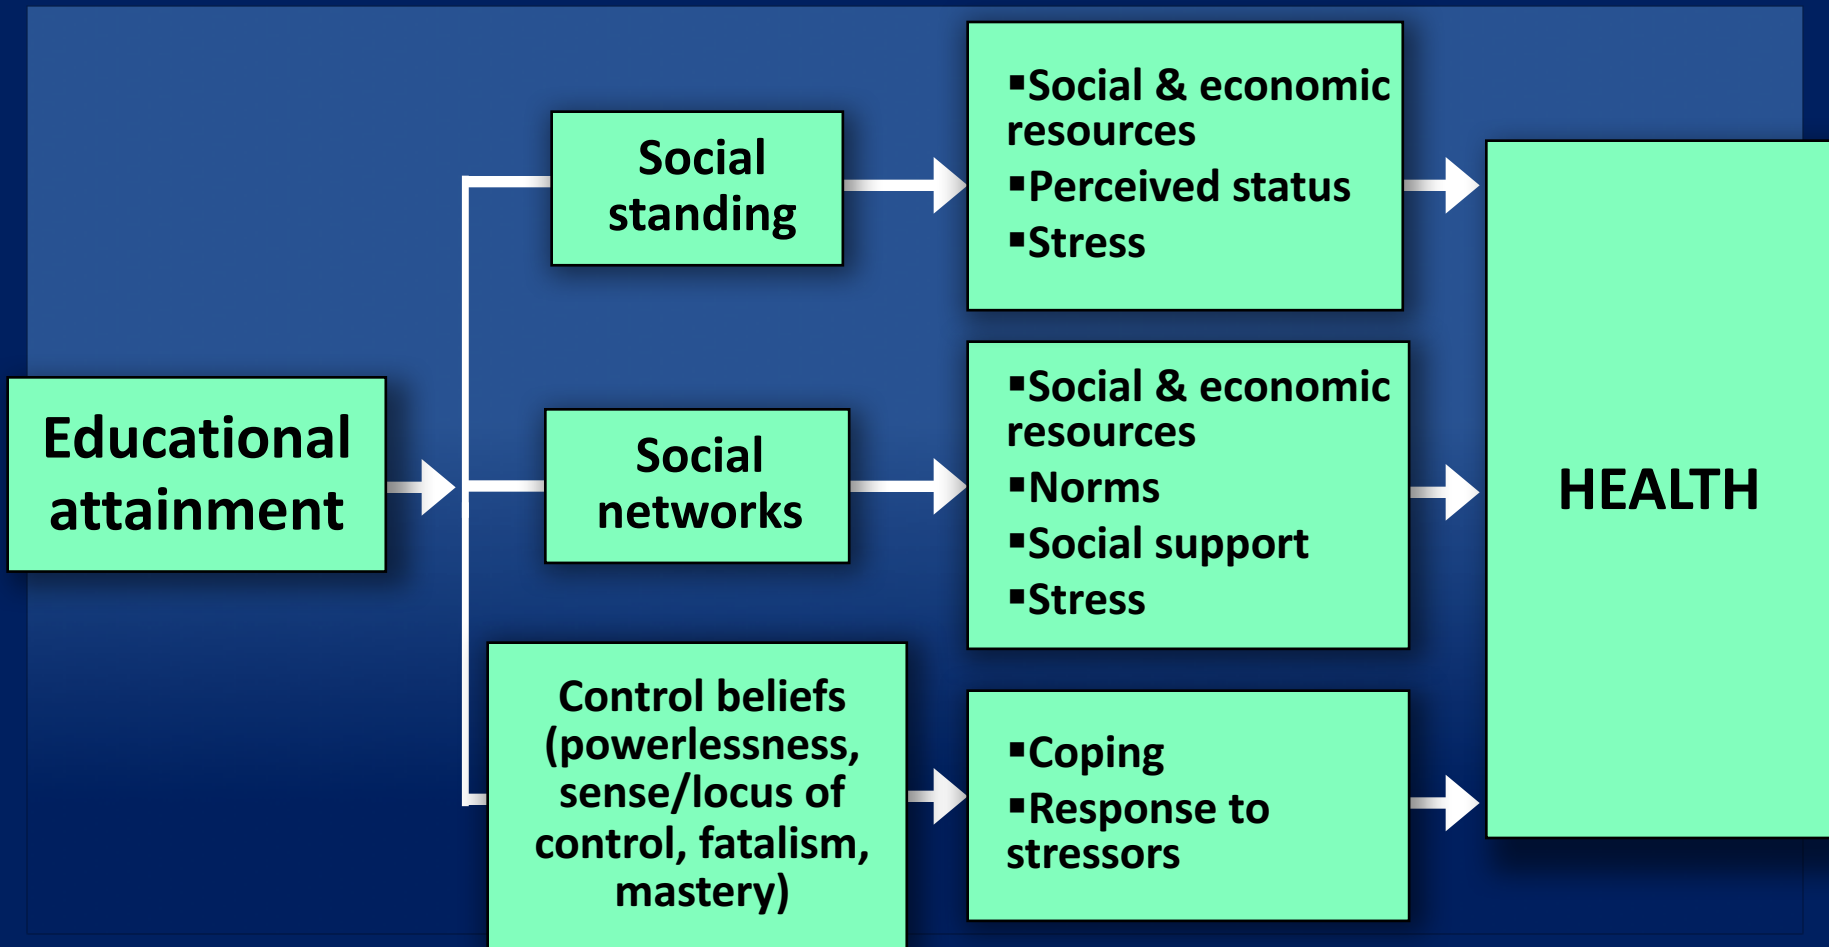 Educational
attainment
Social
standing
▪Social & economic
resources
▪Perceived status
▪Stress
Social
networks
▪Social & economic
resources
▪Norms
▪Social support
▪Stress
Control beliefs
(powerlessness,
sense/locus of
control, fatalism,
mastery)
▪Coping
▪Response to
stressors
HEALTH